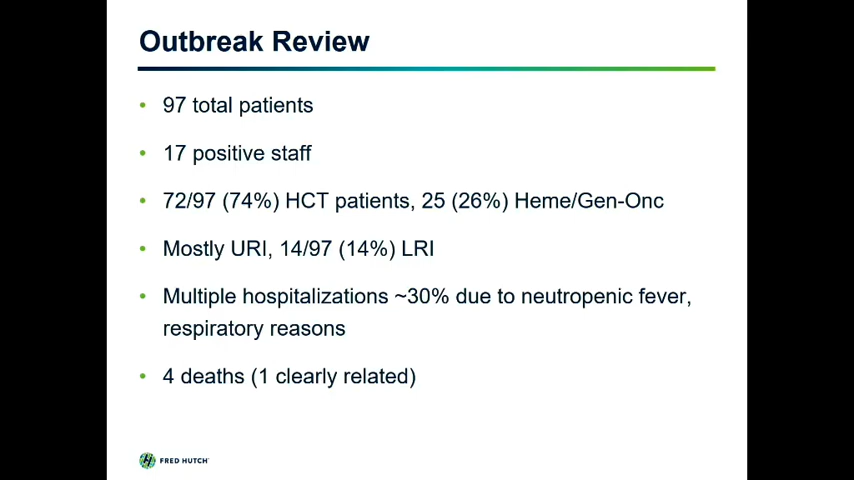 Outbreak Review
• 97 total patients
• 17 positive staff
• 72/97 (74%) HCT patients, 25 (26%) Heme/Gen-Onc
• Mostly URI, 14/97 (14%) LRI
• Multiple hospitalizations ~30% due to neutropenic fever,
respiratory reasons
• 4 deaths (1 clearly related)
FRED HUTCH